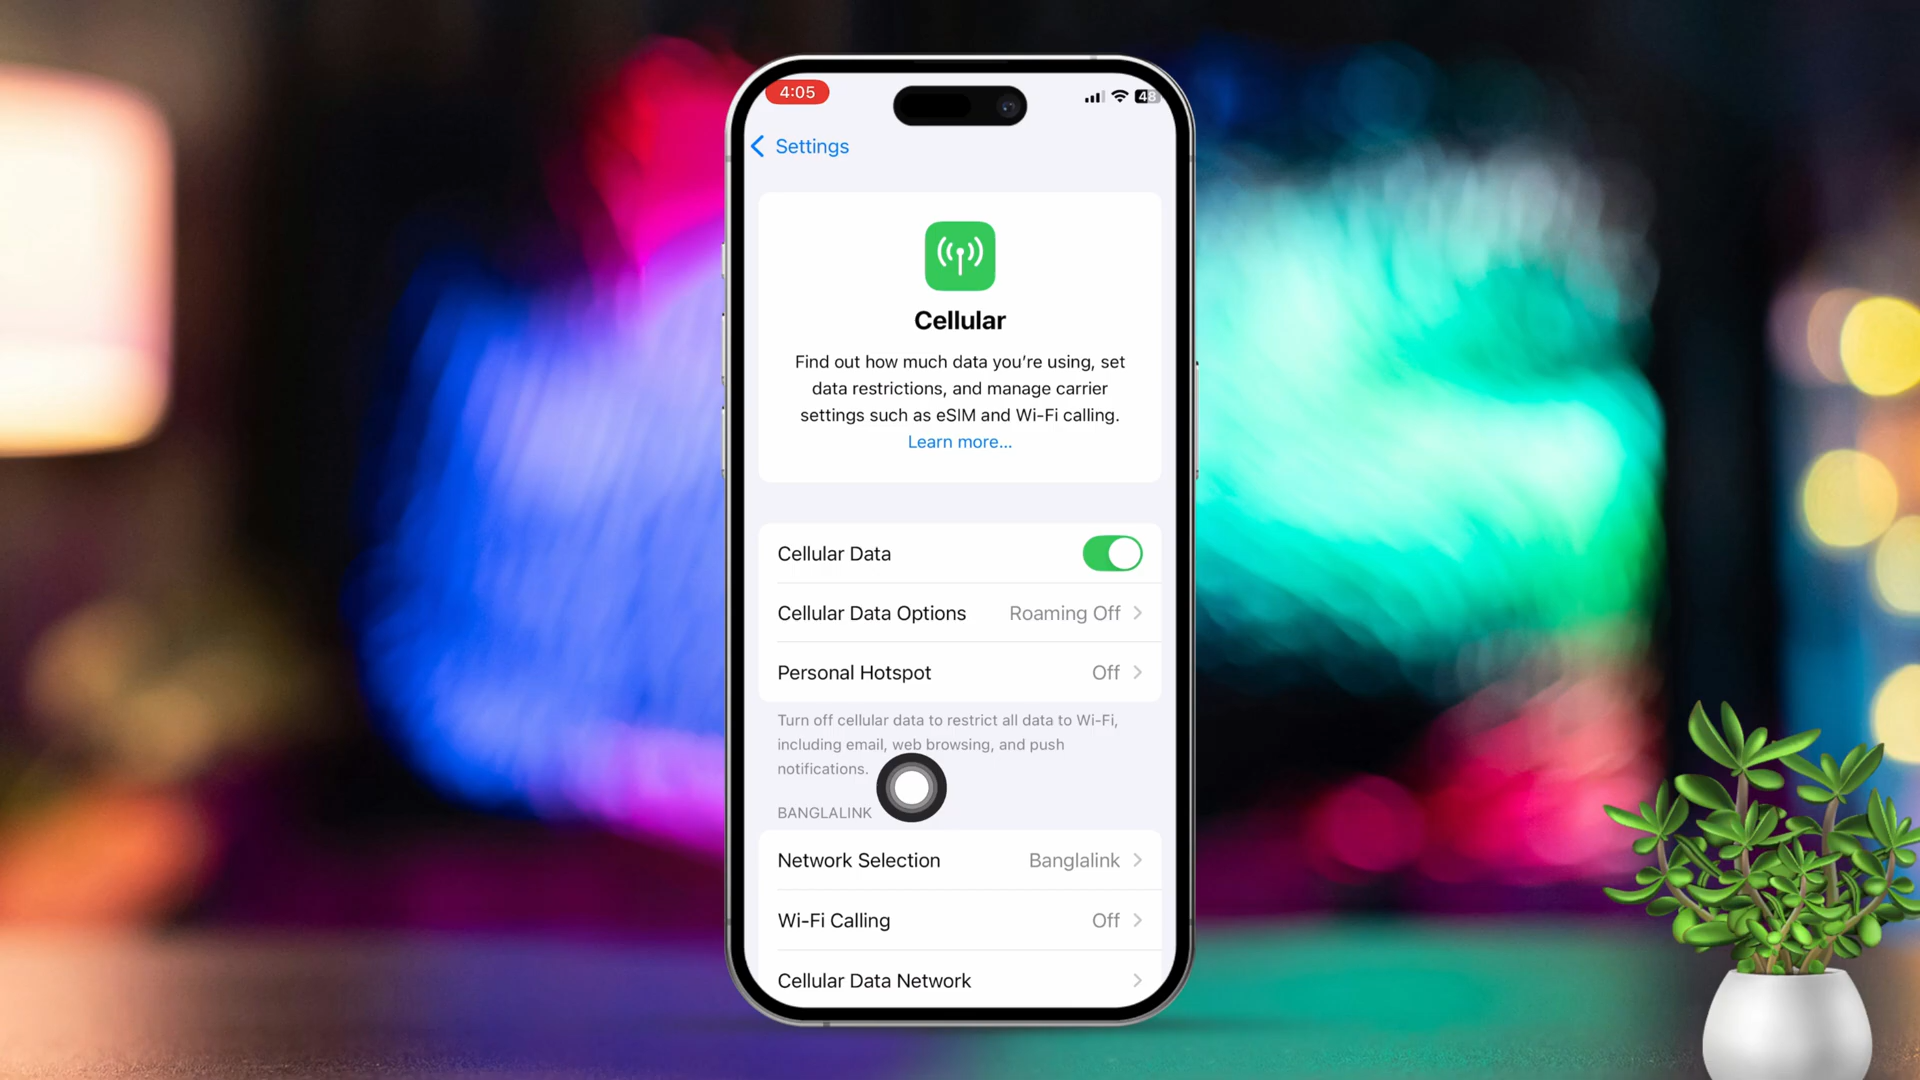 4:05
48
Settings
Cellular
Find out how much data you're using, set
data restrictions, and manage carrier
settings such as eSIM and Wi-Fi calling.
Learn more...
Cellular Data
Cellular Data Options Roaming Off
Personal Hotspot Off
Turn off cellular data to restrict all data to Wi-Fi,
including email, web browsing, and push
notifications.
BANGLALINK
Network Selection Banglalink
Wi-Fi Calling Off
Cellular Data Network